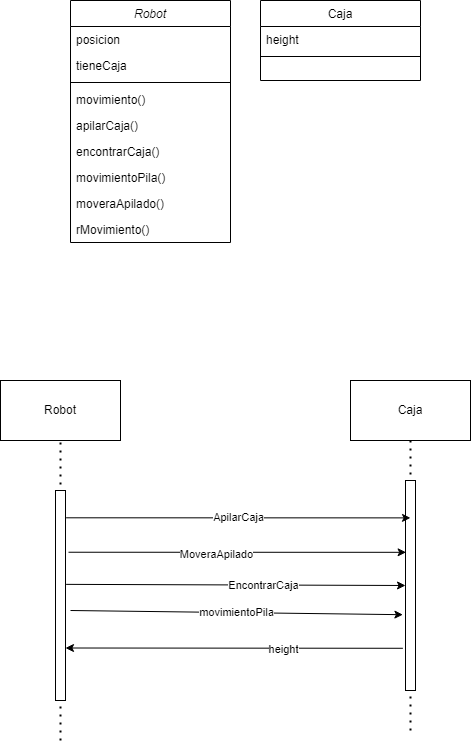 Robot
posicion
tieneCaja
movimiento()
apilarCaja()
encontrarCaja()
movimientoPila()
moveraApilado()
rMovimiento()
Caja
height
Robot
Caja
ApilarCaja
MoveraApilado
EncontrarCaja
movimientoPila
height